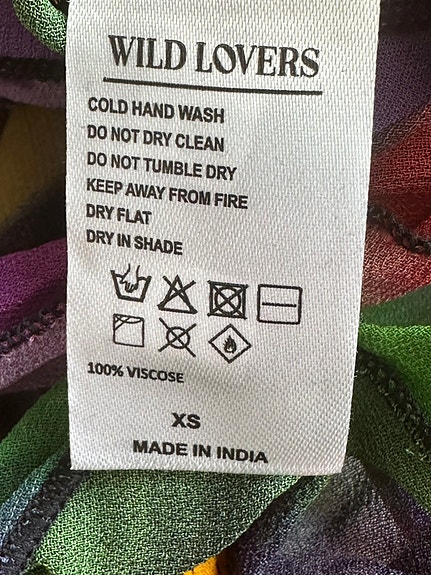 WILD LOVERS
COLD HAND WASH
DO NOT DRY CLEAN
DO NOT TUMBLE DRY
KEEP AWAY FROM FIRE
DRY FLAT
DRY IN SHADE
100% VISCOSE
XS
MADE IN INDIA